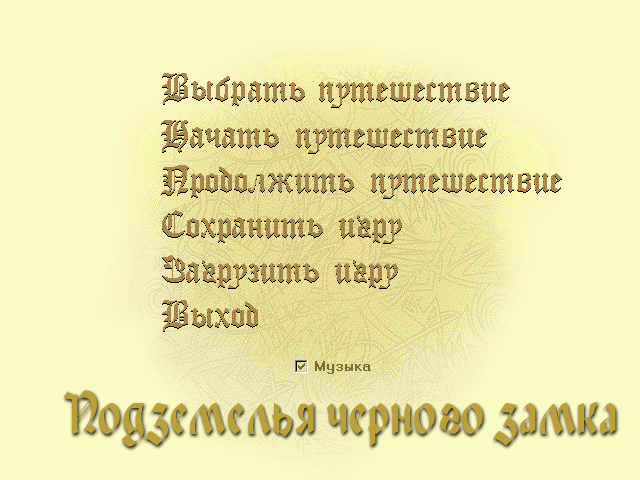 Выбрать путешествие
Начать путешествие
Продолжить путешествие
Сохранить игру
Загрузить игру
Выход
Музыка
Подземелья черного замка